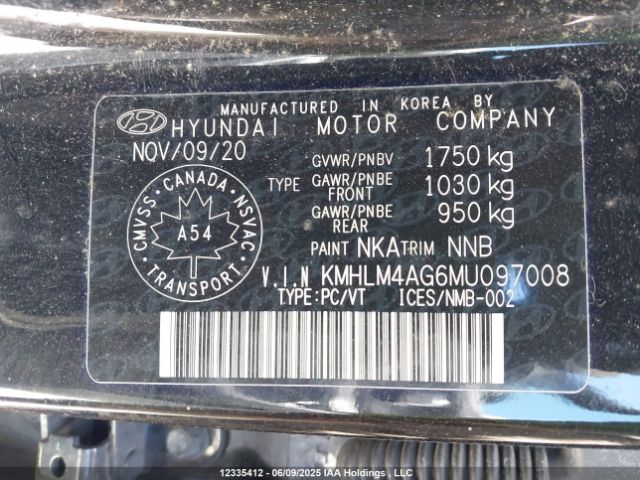 MANUFACTURED IN KOREA BY
HYUNDAI MOTOR COMPANY
NOV/09/20
GVWR/PNBV 1750 kg
TYPE GAWR/PNBE FRONT 1030 kg
GAWR/PNBE REAR 950 kg
CANADA
CMVSS NSVAC
A54
TRANSPORT
PAINT NKA TRIM NNB
V.I.N KMHLM4AG6MU097008
TYPE:PC/VT ICES/NMB-002
12335412 - 06/09/2025 IAA Holdings , LLC